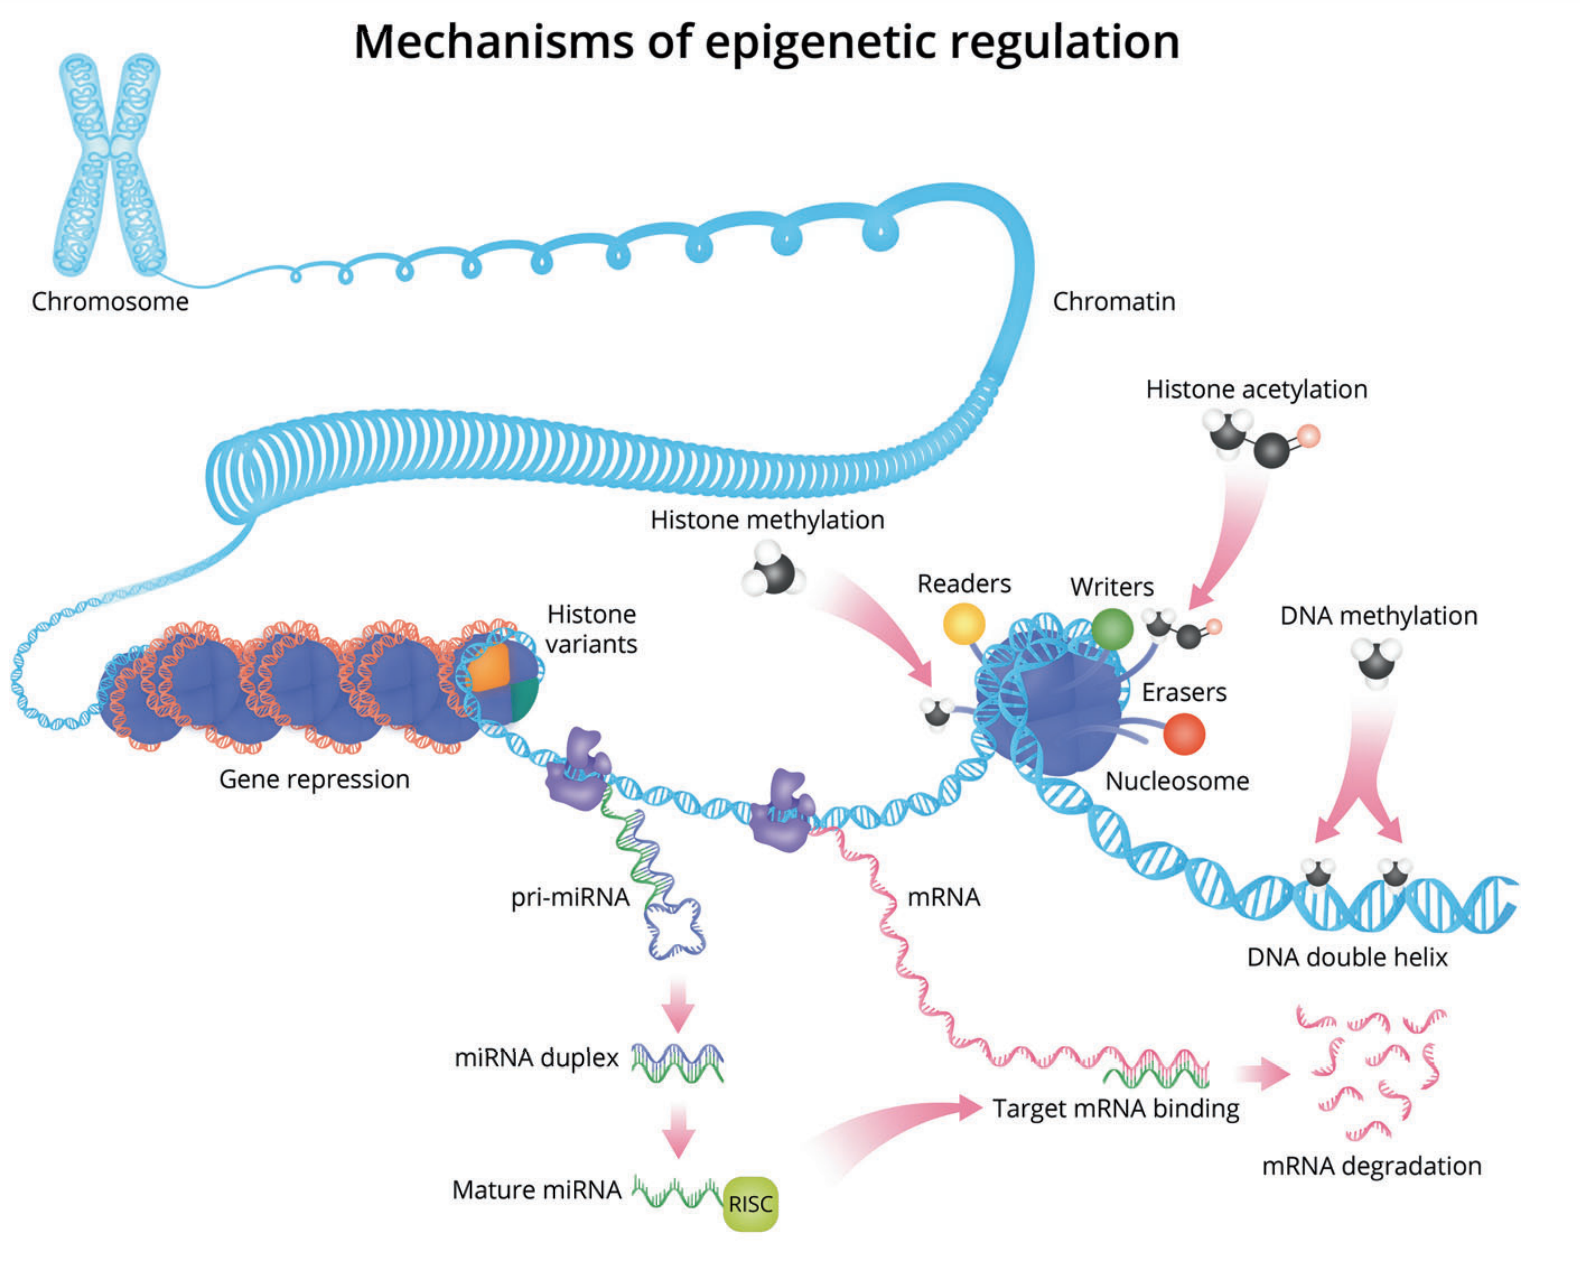 Mechanisms of epigenetic regulation
Chromosome
Chromatin
Histone acetylation
Histone methylation
Readers
Writers
Histone
variants
DNA methylation
Erasers
Gene repression
Nucleosome
pri-miRNA
mRNA
DNA double helix
miRNA duplex
Target mRNA binding
mRNA degradation
Mature miRNA
RISC